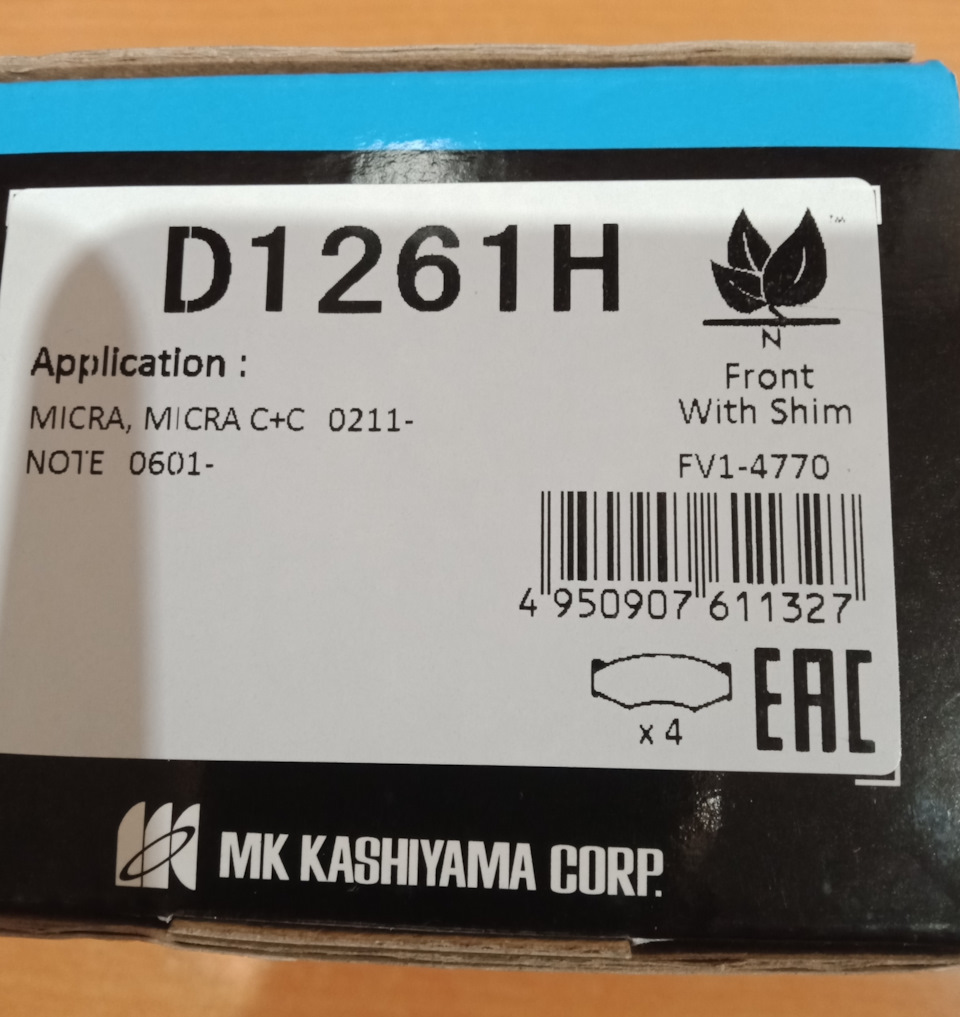 D1261H
™
N
Application :
MICRA, MICRA C+C 0211-
NOTE 0601-
Front
With Shim
FV1-4770
4 950907 611327
x 4
EAC
MK KASHIYAMA CORP.